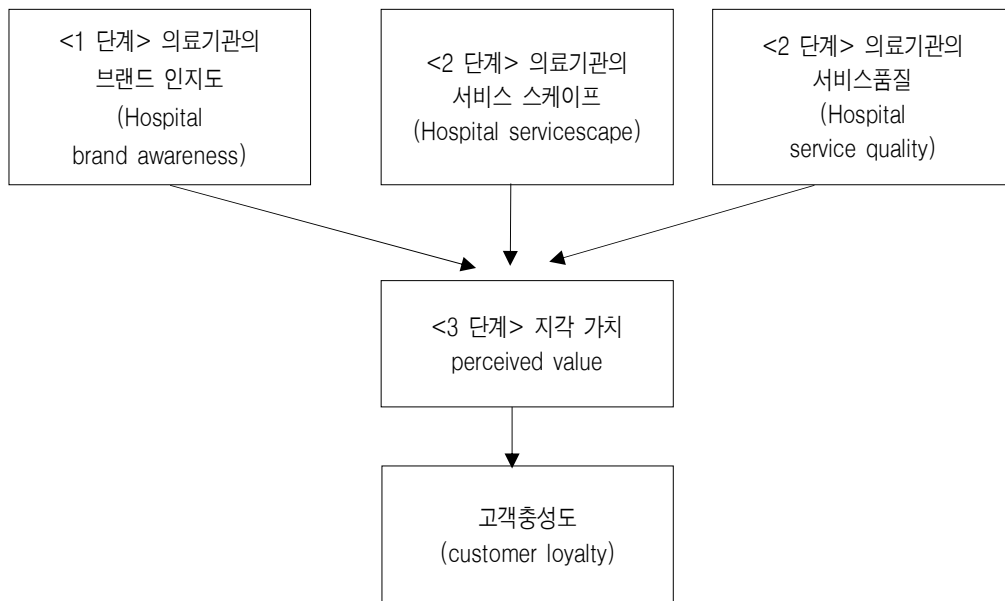 <1 단계> 의료기관의
브랜드 인지도
(Hospital
brand awareness)
<2 단계> 의료기관의
서비스 스케이프
(Hospital servicescape)
<2 단계> 의료기관의
서비스품질
(Hospital
service quality)
<3 단계> 지각 가치
perceived value
고객충성도
(customer loyalty)